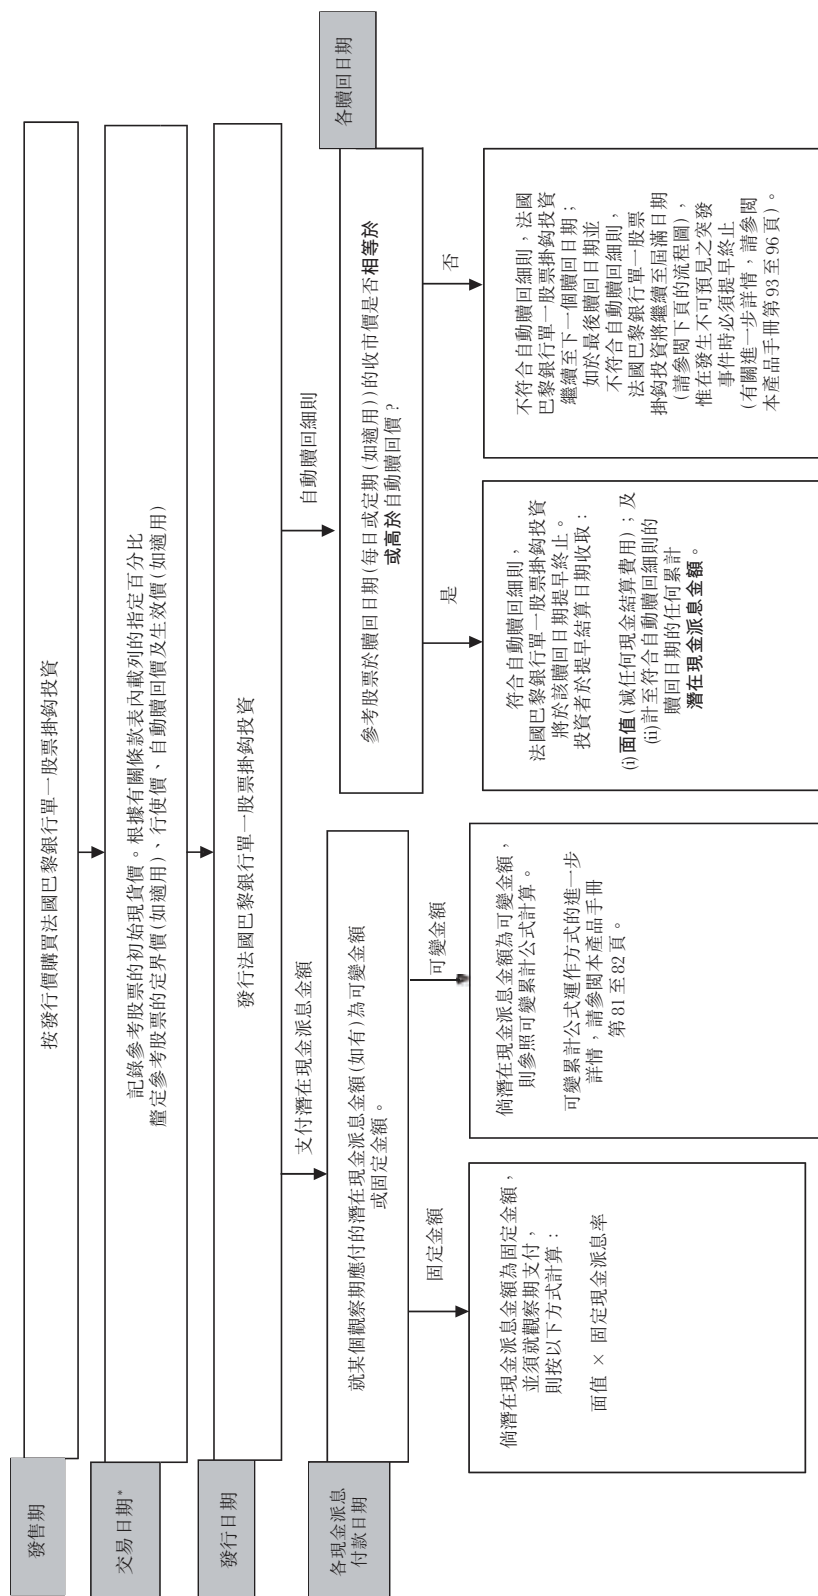 發售期
按發行價購買法國巴黎銀行單一股票掛鈎投資
交易日期*
記錄參考股票的初始現貨價。根據有關條款表內載列的指定百分比
釐定參考股票的定界價(如適用)、行使價、自動贖回價及生效價(如適用)
發行日期
發行法國巴黎銀行單一股票掛鈎投資
支付潛在現金派息金額
自動贖回細則
各現金派息
付款日期
就某個觀察期應付的潛在現金派息金額(如有)為可變金額
或固定金額。
各贖回日期
參考股票於贖回日期(每日或定期(如適用))的收市價是否相等於
或高於自動贖回價?
固定金額
可變金額
是
否
倘潛在現金派息金額為固定金額,
並須就觀察期支付,
則按以下方式計算:
面值 × 固定現金派息率
倘潛在現金派息金額為可變金額,
則參照可變累計公式計算。
可變累計公式運作方式的進一步
詳情,請參閱本產品手冊
第81至82頁。
符合自動贖回細則,
法國巴黎銀行單一股票掛鈎投資
將於該贖回日期提早終止。
投資者於提早結算日期收取:
(i) 面值(減任何現金結算費用);及
(ii) 計至符合自動贖回細則的
贖回日期的任何累計
潛在現金派息金額。
不符合自動贖回細則,法國
巴黎銀行單一股票掛鈎投資
繼續至下一個贖回日期;
如於最後贖回日期並
不符合自動贖回細則,
法國巴黎銀行單一股票
掛鈎投資將繼續至屆滿日期
(請參閱下頁的流程圖),
惟在發生不可預見之突發
事件時必須提早終止
(有關進一步詳情,請參閱
本產品手冊第93至96頁)。